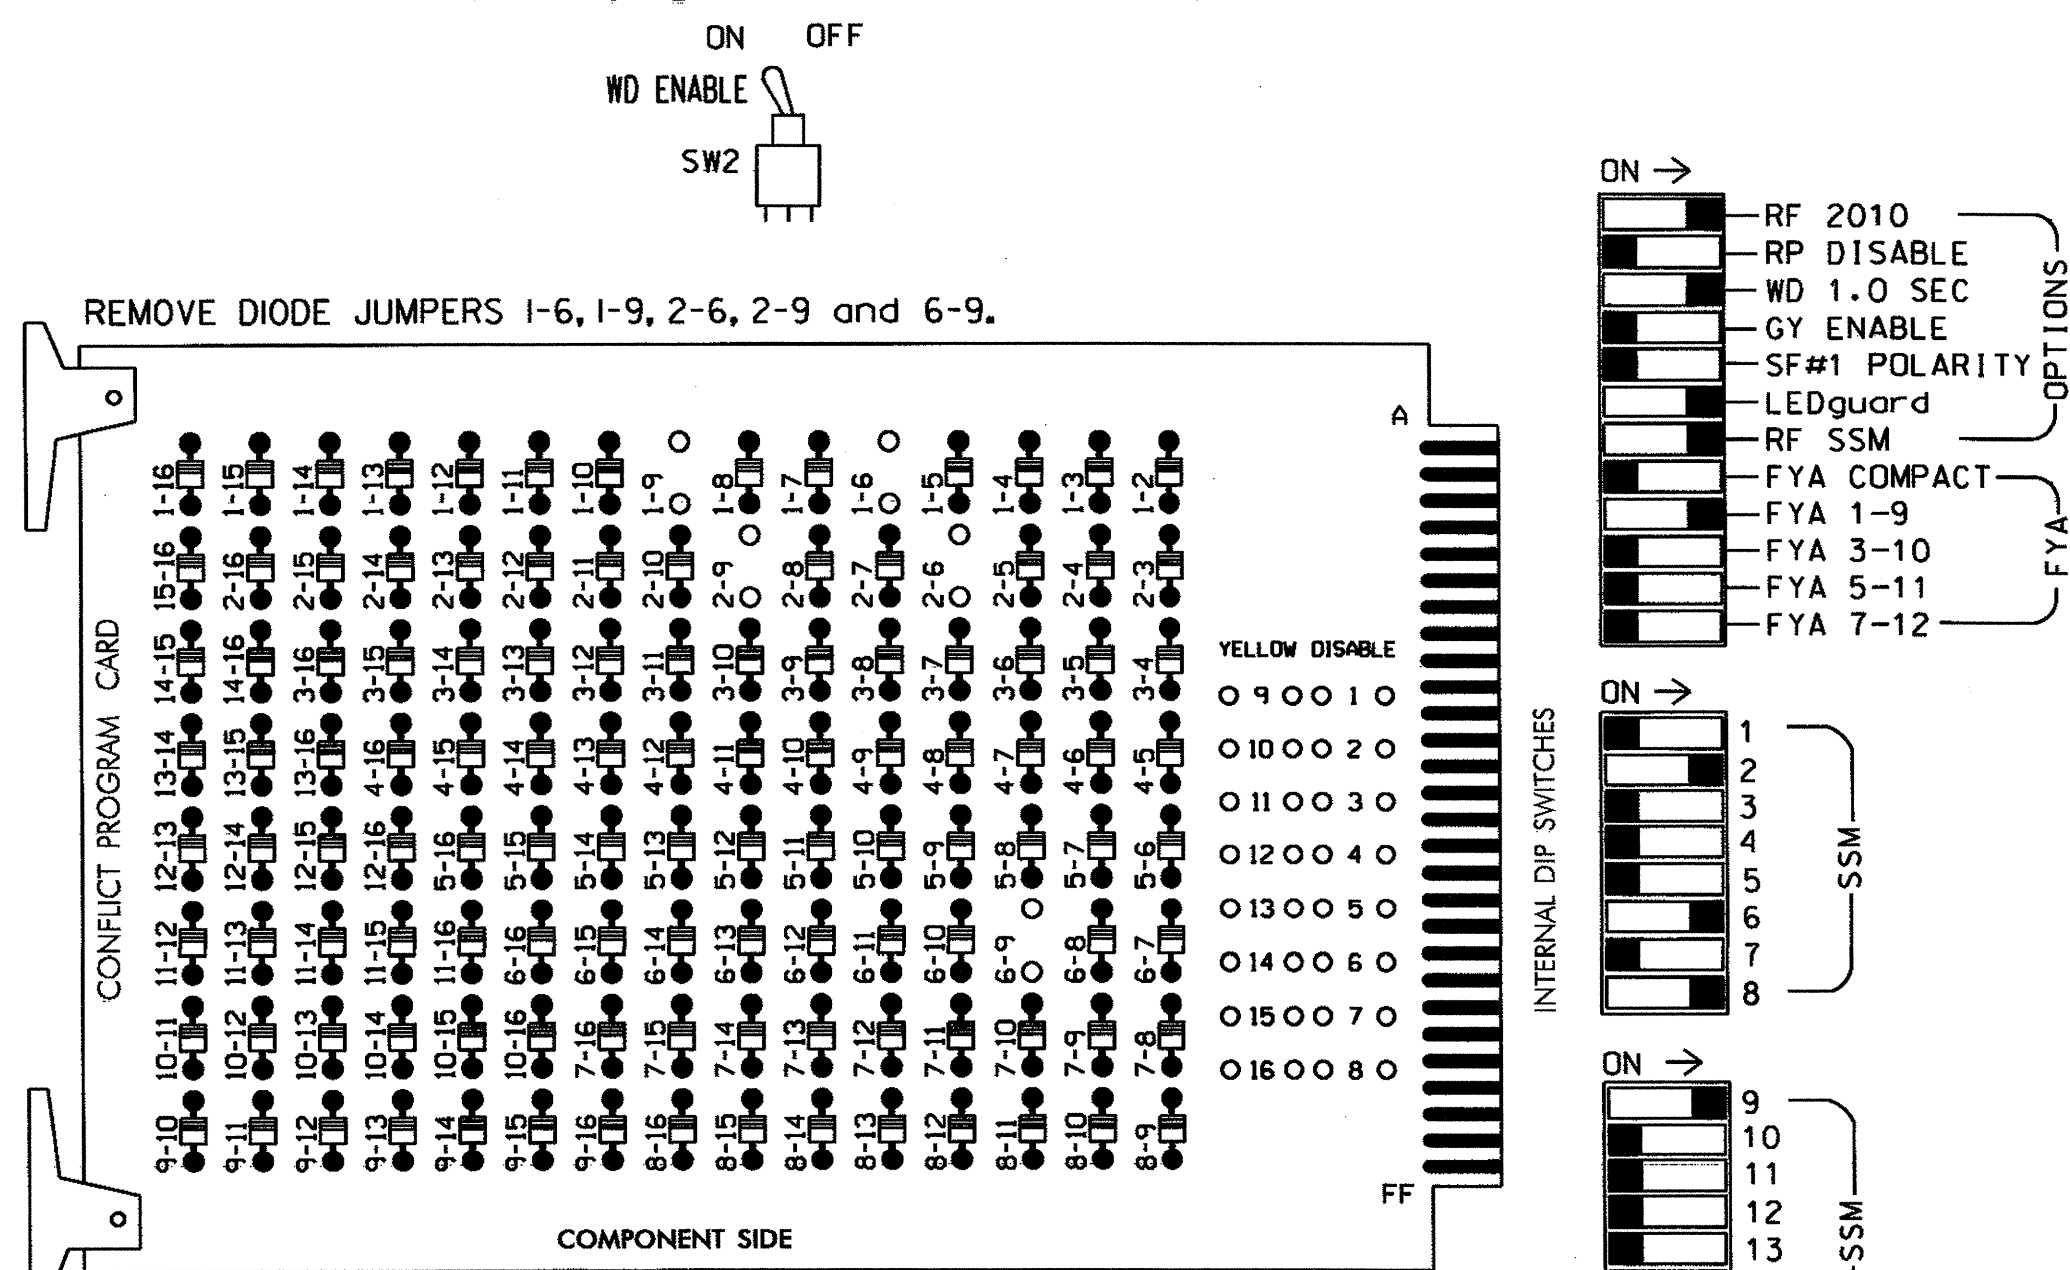 ON OFF
WD ENABLE
SW2
REMOVE DIODE JUMPERS 1-6, 1-9, 2-6, 2-9 and 6-9.
A
CONFLICT PROGRAM CARD
1-16 1-15 1-14 1-13 1-12 1-11 1-10 1-9 1-8 1-7 1-6 1-5 1-4 1-3 1-2
15-16 2-16 2-15 2-14 2-13 2-12 2-11 2-10 2-9 2-8 2-7 2-6 2-5 2-4 2-3
14-15 14-16 3-16 3-15 3-14 3-13 3-12 3-11 3-10 3-9 3-8 3-7 3-6 3-5 3-4
13-14 13-15 13-16 4-16 4-15 4-14 4-13 4-12 4-11 4-10 4-9 4-8 4-7 4-6 4-5
12-13 12-14 12-15 12-16 5-16 5-15 5-14 5-13 5-12 5-11 5-10 5-9 5-8 5-7 5-6
11-12 11-13 11-14 11-15 11-16 6-16 6-15 6-14 6-13 6-12 6-11 6-10 6-9 6-8 6-7
10-11 10-12 10-13 10-14 10-15 10-16 7-16 7-15 7-14 7-13 7-12 7-11 7-10 7-9 7-8
9-10 9-11 9-12 9-13 9-14 9-15 9-16 8-16 8-15 8-14 8-13 8-12 8-11 8-10 8-9
YELLOW DISABLE
9 1
10 2
11 3
12 4
13 5
14 6
15 7
16 8
FF
COMPONENT SIDE
INTERNAL DIP SWITCHES
ON →
RF 2010
RP DISABLE
WD 1.0 SEC
GY ENABLE
SF#1 POLARITY
LEDguard
RF SSM
OPTIONS
FYA COMPACT
FYA 1-9
FYA 3-10
FYA 5-11
FYA 7-12
FYA
ON →
1
2
3
4
5
6
7
8
SSM
ON →
9
10
11
12
13
SSM